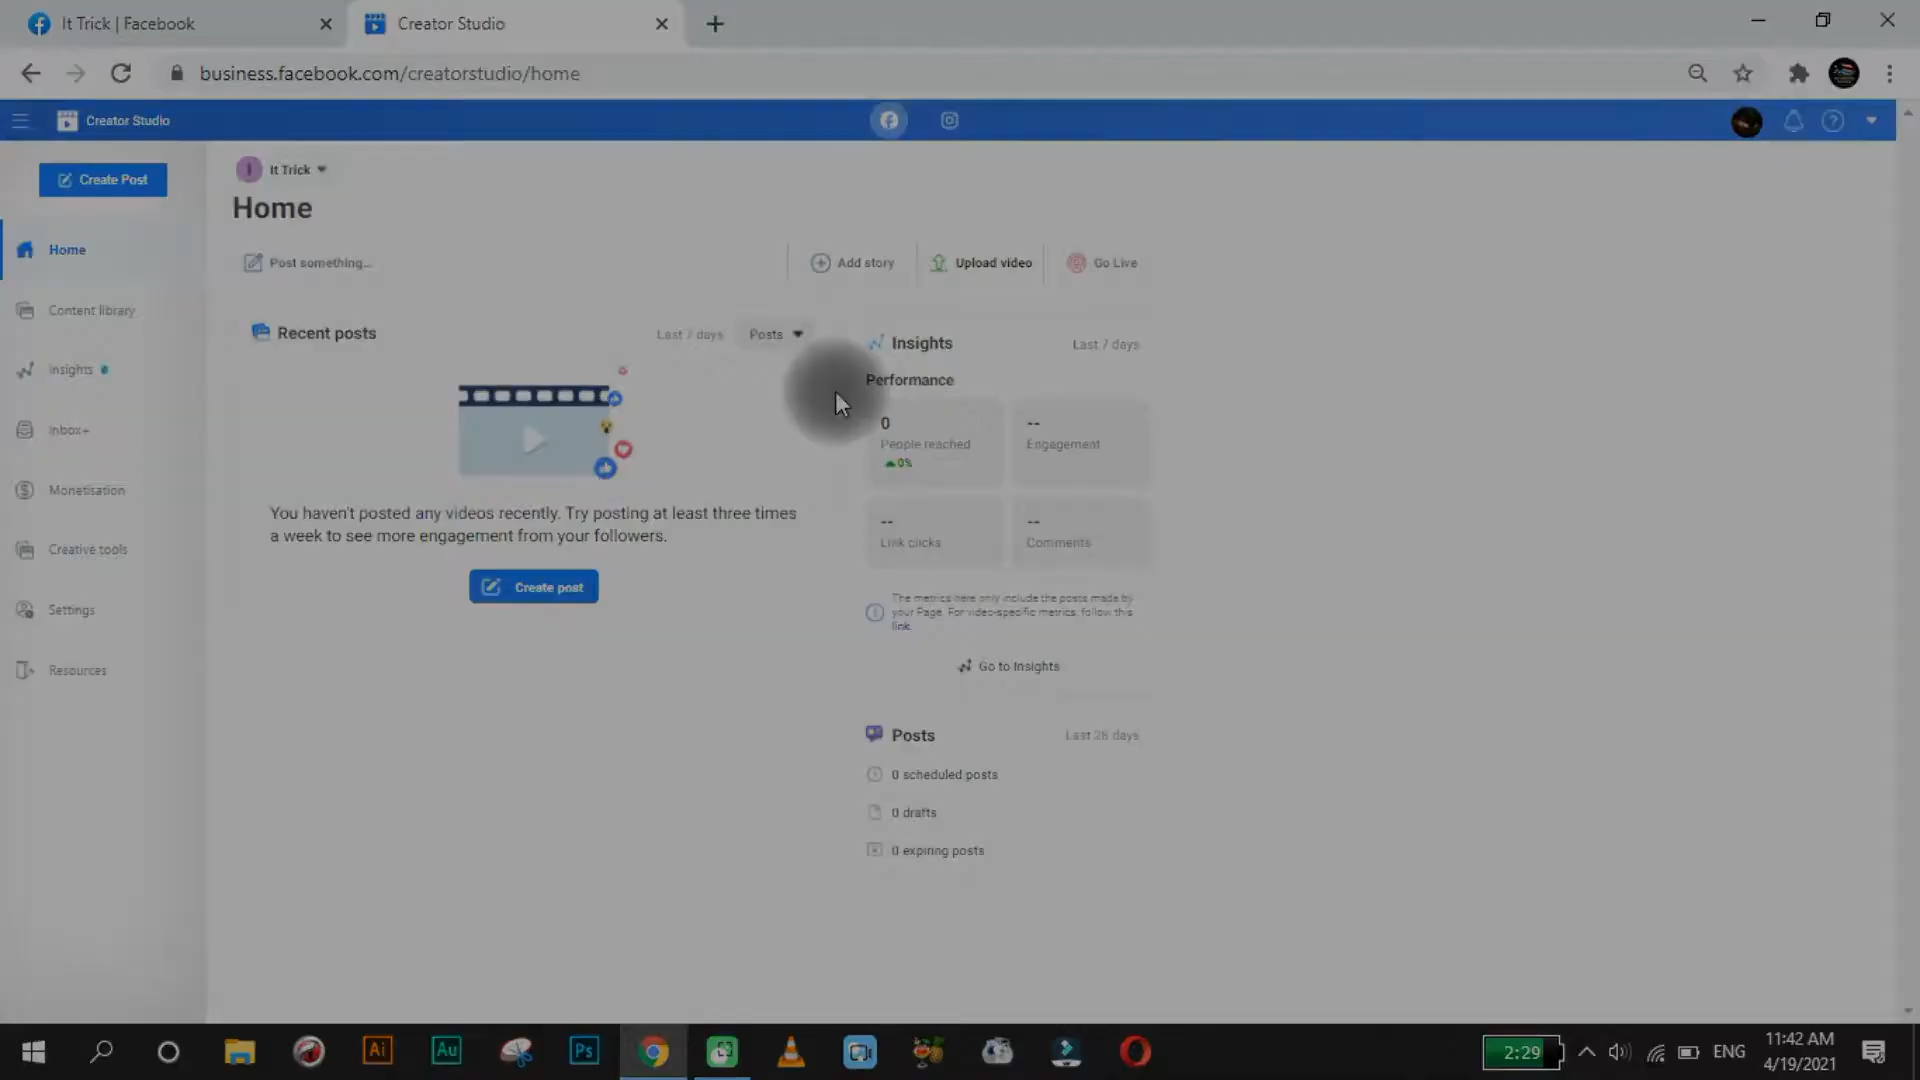 It Trick | Facebook
Creator Studio
business.facebook.com/creatorstudio/home
Creator Studio
It Trick
Create Post
Home
Home
Post something...
Add story
Upload video
Go Live
Content library
Recent posts
Last 7 days
Posts
Insights
Last 7 days
Insights
Performance
0
People reached
0%
--
Engagement
Inbox+
Monetisation
You haven't posted any videos recently. Try posting at least three times
a week to see more engagement from your followers.
--
Link clicks
--
Comments
Creative tools
Create post
Settings
The metrics here only include the posts made by
your Page. For video-specific metrics, follow this
link.
Resources
Go to Insights
Posts
Last 28 days
0 scheduled posts
0 drafts
0 expiring posts
Ai
Au
Ps
2:29
ENG
11:42 AM
4/19/2021